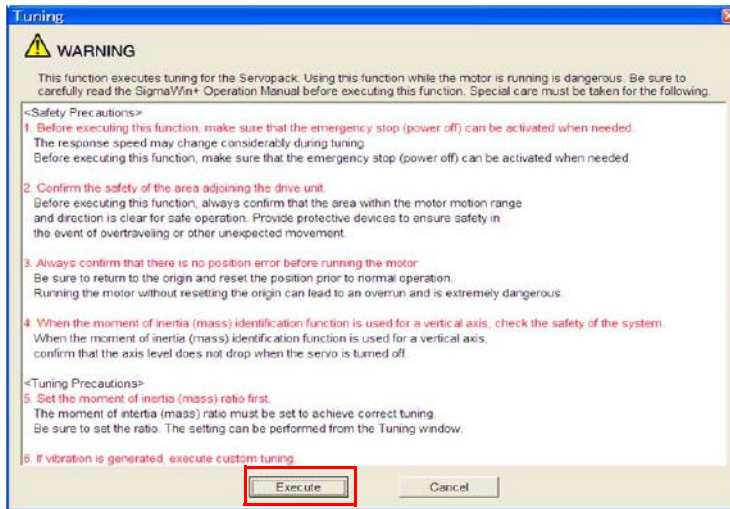 Tuning
WARNING
This function executes tuning for the Servopack. Using this function while the motor is running is dangerous. Be sure to
carefully read the SigmaWin+ Operation Manual before executing this function. Special care must be taken for the following.
<Safety Precautions>
1. Before executing this function, make sure that the emergency stop (power off) can be activated when needed.
The response speed may change considerably during tuning.
Before executing this function, make sure that the emergency stop (power off) can be activated when needed.
2. Confirm the safety of the area adjoining the drive unit.
Before executing this function, always confirm that the area within the motor motion range
and direction is clear for safe operation. Provide protective devices to ensure safety in
the event of overtraveling or other unexpected movement.
3. Always confirm that there is no position error before running the motor.
Be sure to return to the origin and reset the position prior to normal operation.
Running the motor without resetting the origin can lead to an overrun and is extremely dangerous.
4. When the moment of inertia (mass) identification function is used for a vertical axis, check the safety of the system.
When the moment of inertia (mass) identification function is used for a vertical axis,
confirm that the axis level does not drop when the servo is turned off.
<Tuning Precautions>
5. Set the moment of inertia (mass) ratio first.
The moment of intertia (mass) ratio must be set to achieve correct tuning.
Be sure to set the ratio. The setting can be performed from the Tuning window.
6. If vibration is generated, execute custom tuning.
Execute
Cancel